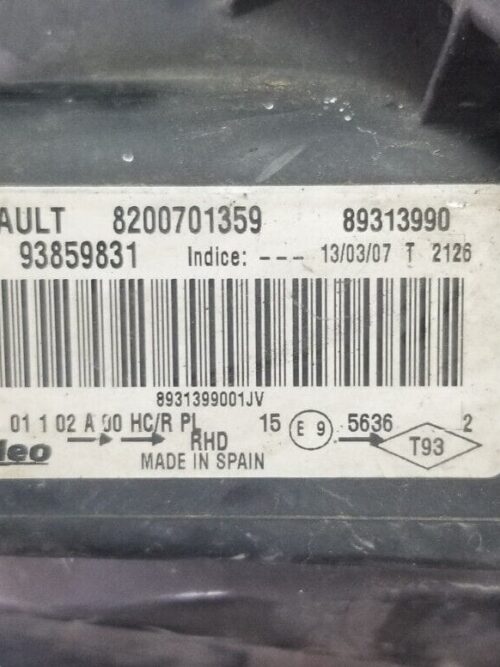 AULT 8200701359 89313990
93859831 Indice: --- 13/03/07 T 2126
8931399001JV
01 1 02 A 00 HC/R PL 15 E 9 5636 2
leo RHD T93
MADE IN SPAIN